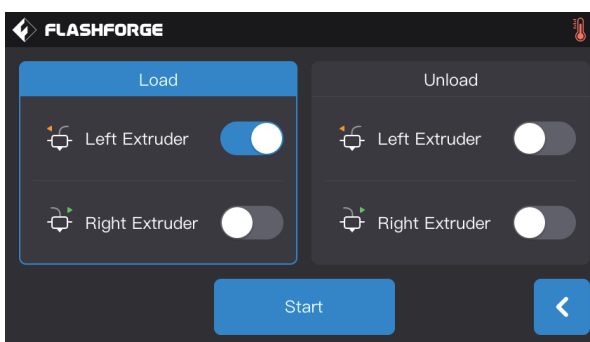 FLASHFORGE
Load
Unload
Left Extruder
Left Extruder
Right Extruder
Right Extruder
Start